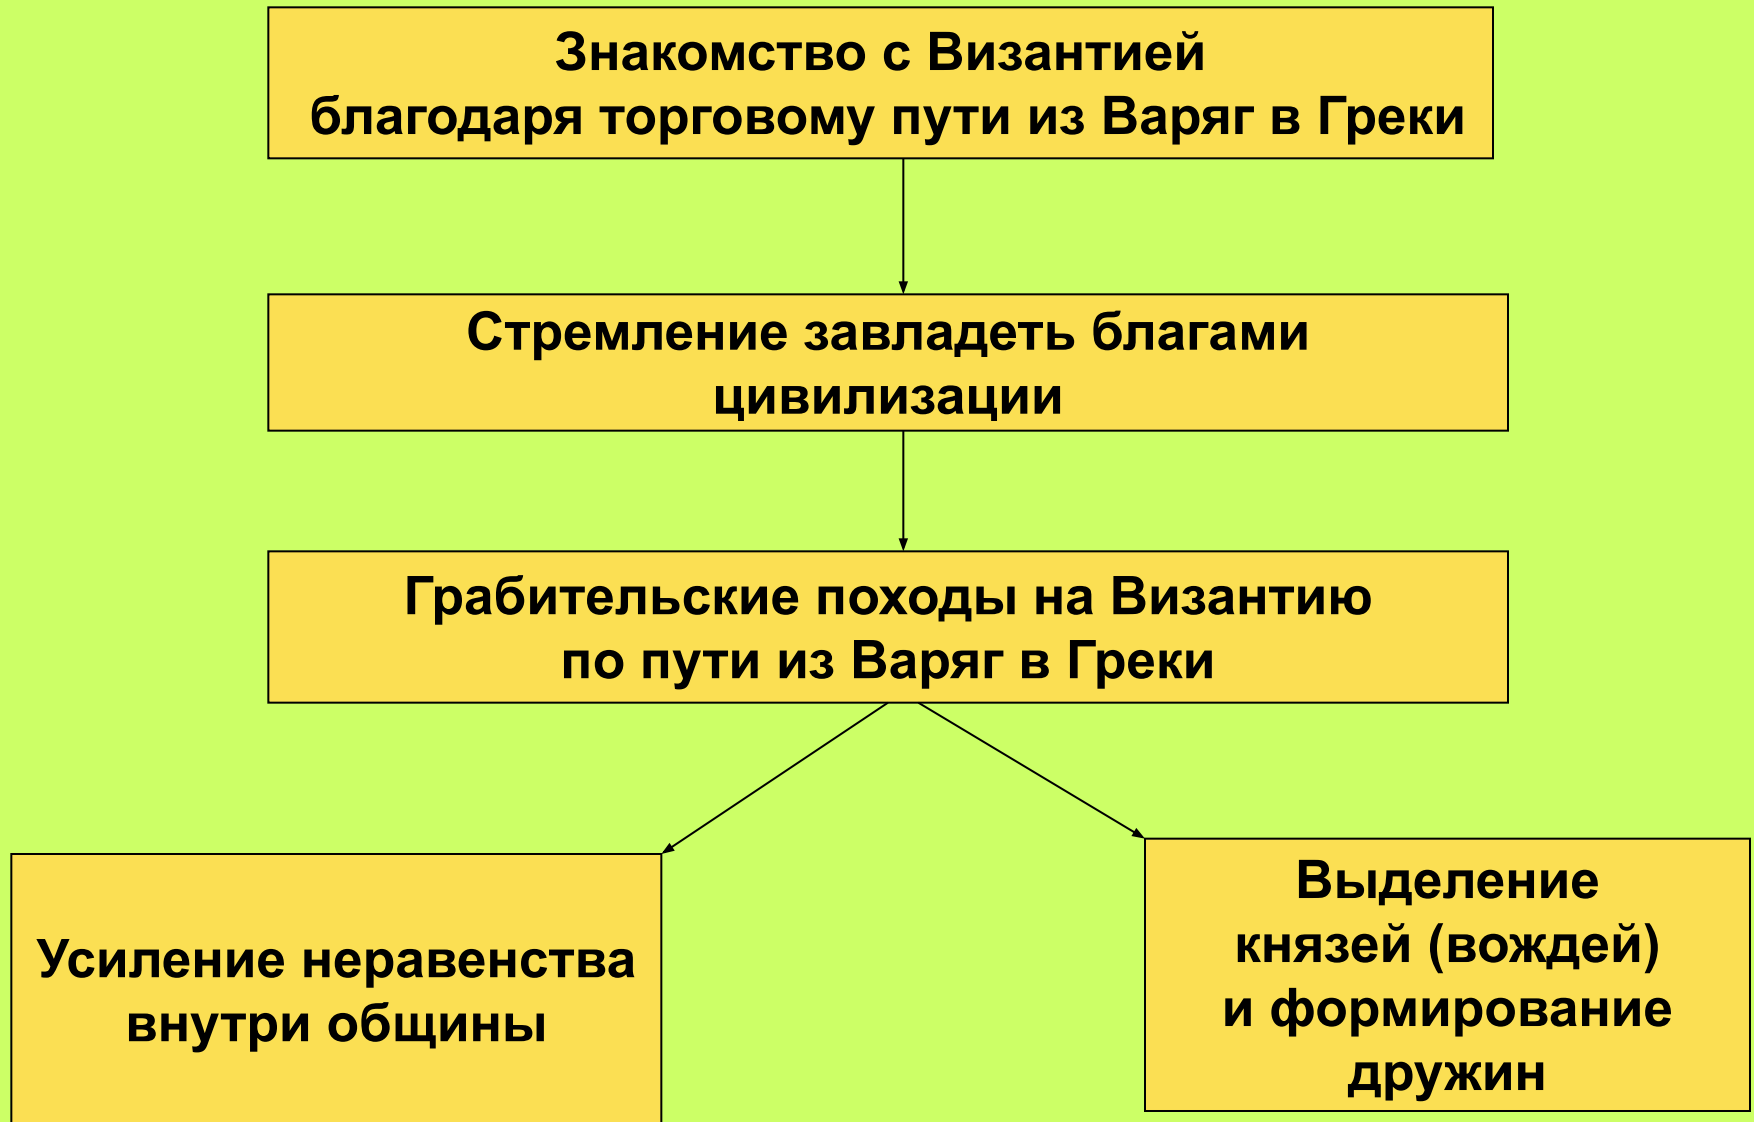 Знакомство с Византией
благодаря торговому пути из Варяг в Греки
Стремление завладеть благами
цивилизации
Грабительские походы на Византию
по пути из Варяг в Греки
Усиление неравенства
внутри общины
Выделение
князей (вождей)
и формирование
дружин